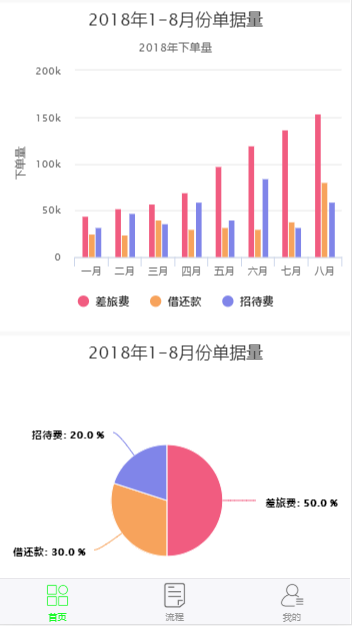 2018年1-8月份单据量
2018年下单量
下单量
200k
150k
100k
50k
0
一月 二月 三月 四月 五月 六月 七月 八月
差旅费 借还款 招待费
2018年1-8月份单据量
招待费: 20.0 %
差旅费: 50.0 %
借还款: 30.0 %
首页 流程 我的